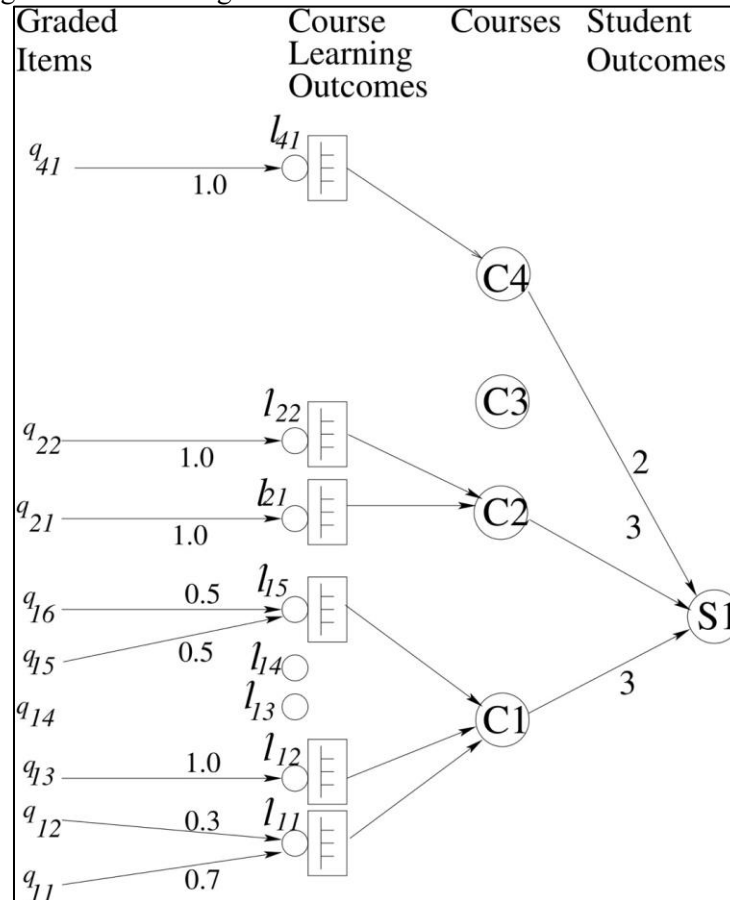 Graded
Items
Course
Learning
Outcomes
Courses
Student
Outcomes
q41
1.0
l41
C4
C3
2
q22
1.0
l22
q21
1.0
l21
C2
3
q16
0.5
l15
q15
0.5
l14
S1
q14
l13
C1
3
q13
1.0
l12
q12
0.3
l11
q11
0.7